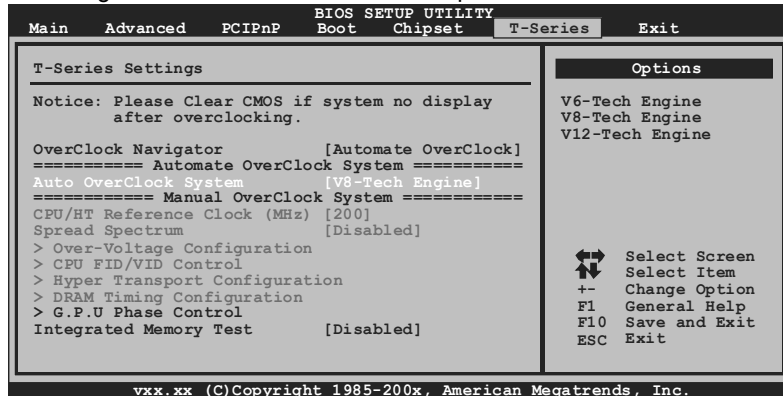 BIOS SETUP UTILITY
Main Advanced PCIPnP Boot Chipset T-Series Exit
T-Series Settings
Notice: Please Clear CMOS if system no display
after overclocking.
OverClock Navigator [Automate OverClock]
=========== Automate OverClock System ===========
Auto OverClock System [V8-Tech Engine]
============ Manual OverClock System ============
CPU/HT Reference Clock (MHz) [200]
Spread Spectrum [Disabled]
> Over-Voltage Configuration
> CPU FID/VID Control
> Hyper Transport Configuration
> DRAM Timing Configuration
> G.P.U Phase Control
Integrated Memory Test [Disabled]
Options
V6-Tech Engine
V8-Tech Engine
V12-Tech Engine
Select Screen
Select Item
+- Change Option
F1 General Help
F10 Save and Exit
ESC Exit
vxx.xx (C)Copyright 1985-200x, American Megatrends, Inc.